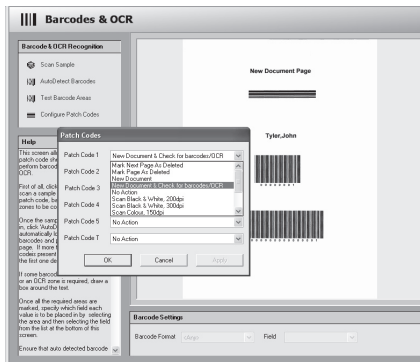 Barcodes & OCR
Barcode & OCR Recognition
Scan Sample
AutoDetect Barcodes
Test Barcode Areas
Configure Patch Codes
Help
This screen all
patch code she
perform barcod
OCR.
First of all, click
scan a sample
patch code, ba
zones to be co
Once the samp
in, click 'AutoD
automatically lo
barcodes and p
page. If more t
codes present
the first one de
If some barcod
or an OCR zone is required, draw a
box around the text.
Once all the required areas are
marked, specify which field each
value is to be placed in by selecting
the area and then selecting the field
from the list at the bottom of this
screen.
Ensure that auto detected barcode
Patch Codes
Patch Code 1
New Document & Check for barcodes/OCR
Patch Code 2
Mark Next Page As Deleted
Mark Page As Deleted
New Document
Patch Code 3
New Document & Check for barcodes/OCR
No Action
Patch Code 4
Scan Black & White, 200dpi
Scan Black & White, 300dpi
Scan Colour, 150dpi
Patch Code 5
No Action
Patch Code T
No Action
OK
Cancel
Apply
New Document Page
Tyler,John
Barcode Settings
Barcode Format
Field